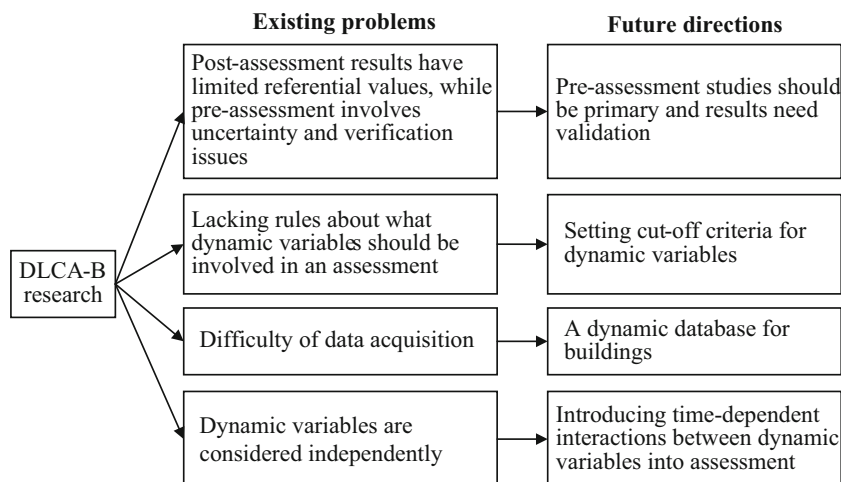 Existing problems
Future directions
Post-assessment results have
limited referential values, while
pre-assessment involves
uncertainty and verification
issues
Pre-assessment studies should
be primary and results need
validation
Lacking rules about what
dynamic variables should be
involved in an assessment
Setting cut-off criteria for
dynamic variables
DLCA-B
research
Difficulty of data acquisition
A dynamic database for
buildings
Dynamic variables are
considered independently
Introducing time-dependent
interactions between dynamic
variables into assessment